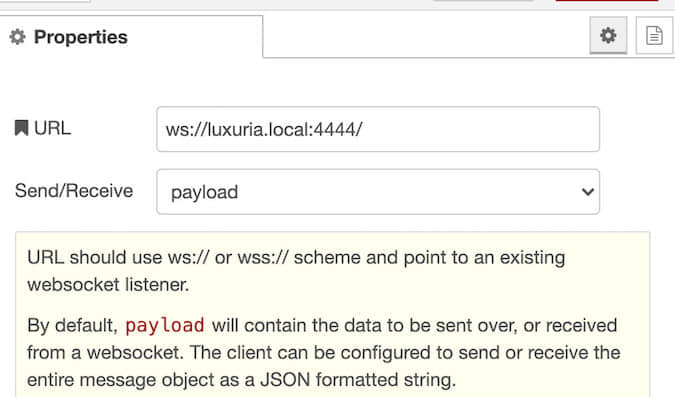 Properties
URL
ws://luxuria.local:4444/
Send/Receive
payload
URL should use ws:// or wss:// scheme and point to an existing
websocket listener.
By default, payload will contain the data to be sent over, or received
from a websocket. The client can be configured to send or receive the
entire message object as a JSON formatted string.